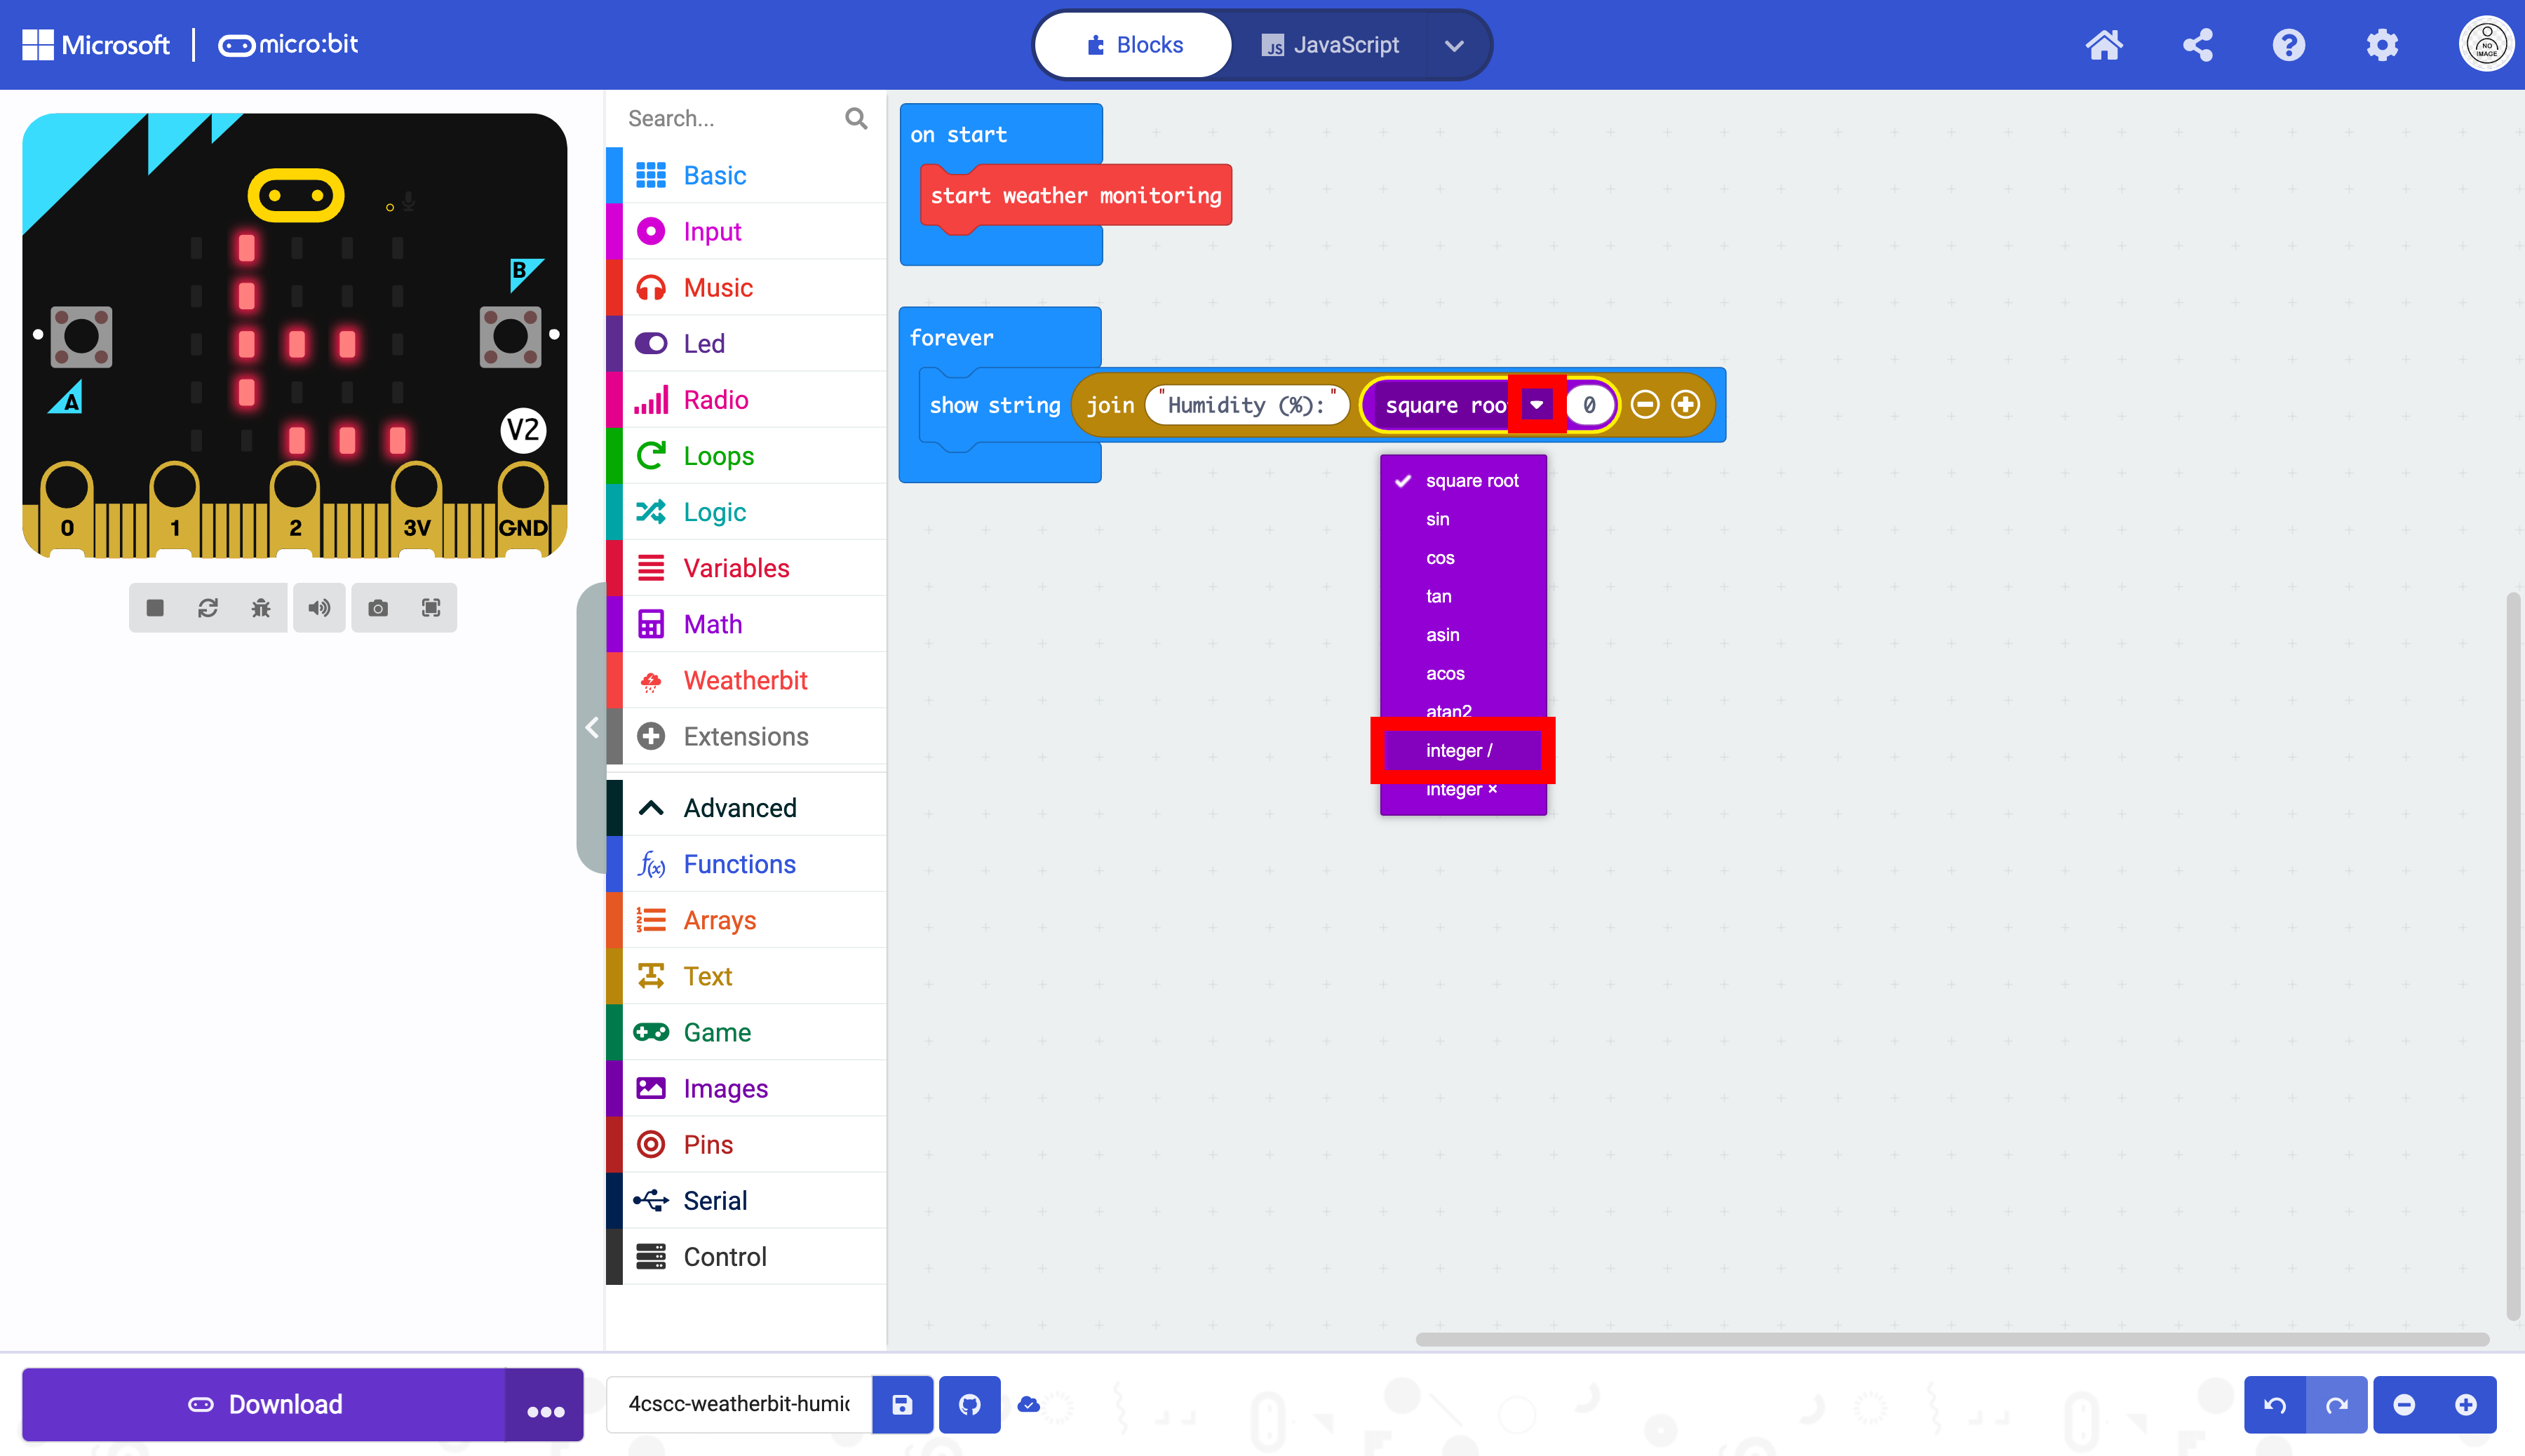 Microsoft | micro:bit
Blocks
JavaScript
NO IMAGE
B
A
V2
0 1 2 3V GND
Search...
Basic
Input
Music
Led
Radio
Loops
Logic
Variables
Math
Weatherbit
Extensions
Advanced
Functions
Arrays
Text
Game
Images
Pins
Serial
Control
on start
start weather monitoring
forever
show string join "Humidity (%): " square roo 0
square root
sin
cos
tan
asin
acos
atan2
integer /
integer ×
Download
4cscc-weatherbit-humic